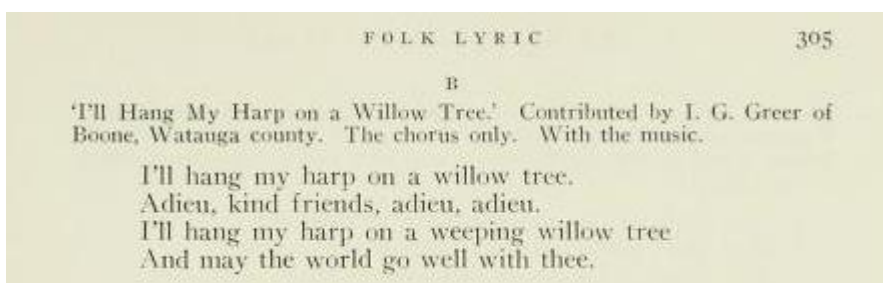 FOLK LYRIC 305
B
'I'll Hang My Harp on a Willow Tree.' Contributed by I. G. Greer of
Boone, Watauga county. The chorus only. With the music.
I'll hang my harp on a willow tree.
Adieu, kind friends, adieu, adieu.
I'll hang my harp on a weeping willow tree
And may the world go well with thee.